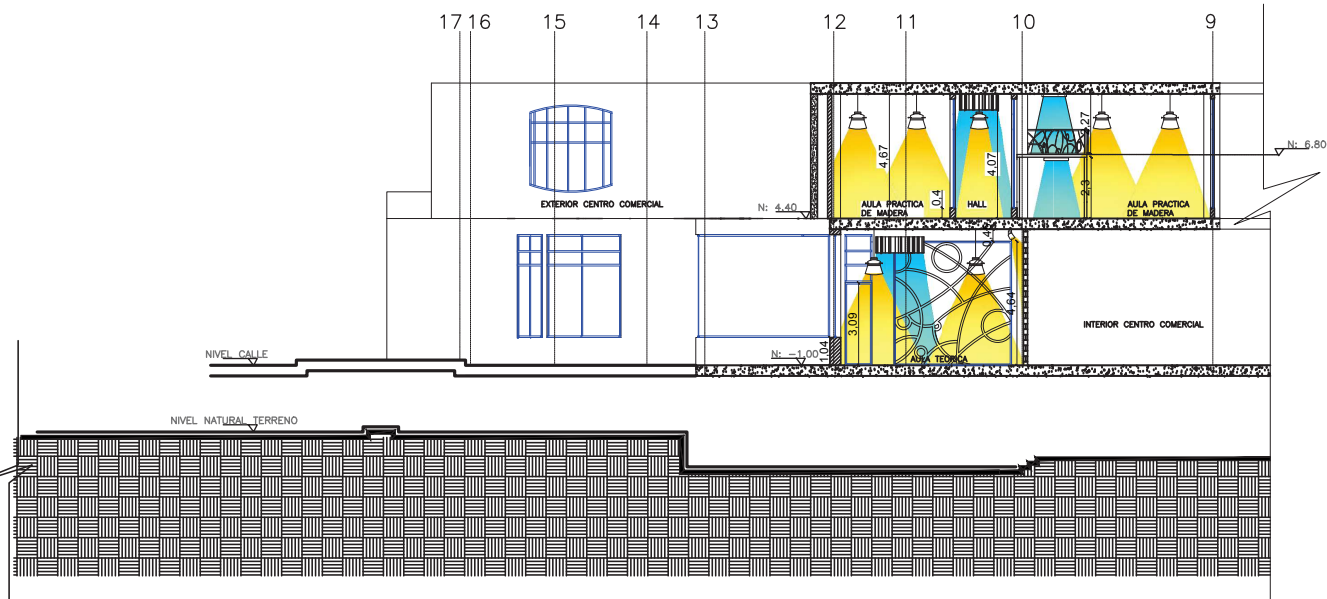 17 16 15 14 13 12 11 10 9
1,27
N: 6.80
4,67
4,07
2,3
0,4
EXTERIOR CENTRO COMERCIAL
N: 4.40
AULA PRACTICA
DE MADERA
HALL
AULA PRACTICA
DE MADERA
4,64
3,09
INTERIOR CENTRO COMERCIAL
1,04
NIVEL CALLE
N: -1.00
AULA TEORICA
NIVEL NATURAL TERRENO